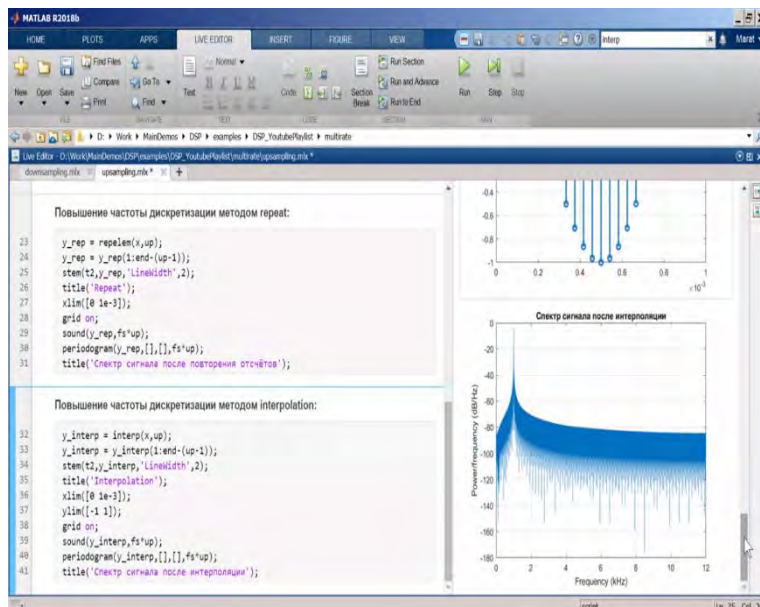 MATLAB R2018b
HOME PLOTS APPS LIVE EDITOR INSERT FIGURE VIEW
interp
Marat
New Open Save Find Files Compare Print Go To Find Text Normal Code Section Break Run Section Run and Advance Run to End Run Step Stop
FILE NAVIGATE TEXT CODE SECTION RUN
D: Work MainDemos DSP examples DSP_YoutubePlaylist multirate
Live Editor - D:\Work\MainDemos\DSP\examples\DSP_YoutubePlaylist\multirate\upsampling.mlx *
downsampling.mlx upsampling.mlx * +
Повышение частоты дискретизации методом repeat:
23 y_rep = repelem(x,up);
24 y_rep = y_rep(1:end-(up-1));
25 stem(t2,y_rep,'LineWidth',2);
26 title('Repeat');
27 xlim([0 1e-3]);
28 grid on;
29 sound(y_rep,fs*up);
30 periodogram(y_rep,[],[],fs*up);
31 title('Спектр сигнала после повторения отсчётов');
Повышение частоты дискретизации методом interpolation:
32 y_interp = interp(x,up);
33 y_interp = y_interp(1:end-(up-1));
34 stem(t2,y_interp,'LineWidth',2);
35 title('Interpolation');
36 xlim([0 1e-3]);
37 ylim([-1 1]);
38 grid on;
39 sound(y_interp,fs*up);
40 periodogram(y_interp,[],[],fs*up);
41 title('Спектр сигнала после интерполяции');
-0.4
-0.6
-0.8
-1
0 0.2 0.4 0.6 0.8 1
×10⁻³
Спектр сигнала после интерполяции
Power/frequency (dB/Hz)
0
-20
-40
-60
-80
-100
-120
-140
-160
-180
0 2 4 6 8 10 12
Frequency (kHz)
script Ln 35 Col